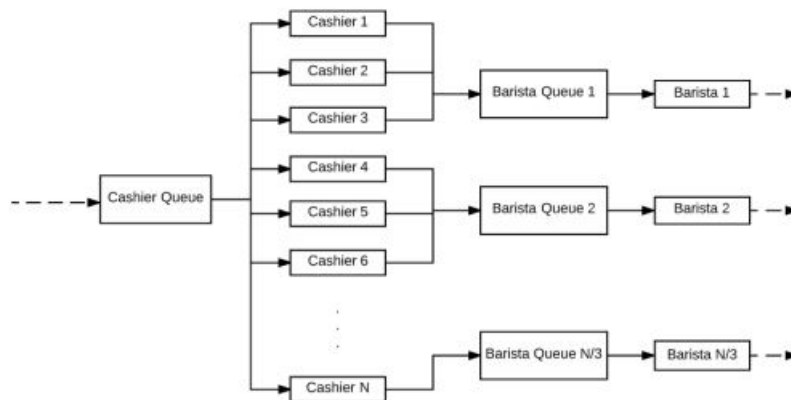 Cashier Queue
Cashier 1
Cashier 2
Cashier 3
Cashier 4
Cashier 5
Cashier 6
.
.
.
Cashier N
Barista Queue 1
Barista Queue 2
Barista Queue N/3
Barista 1
Barista 2
Barista N/3